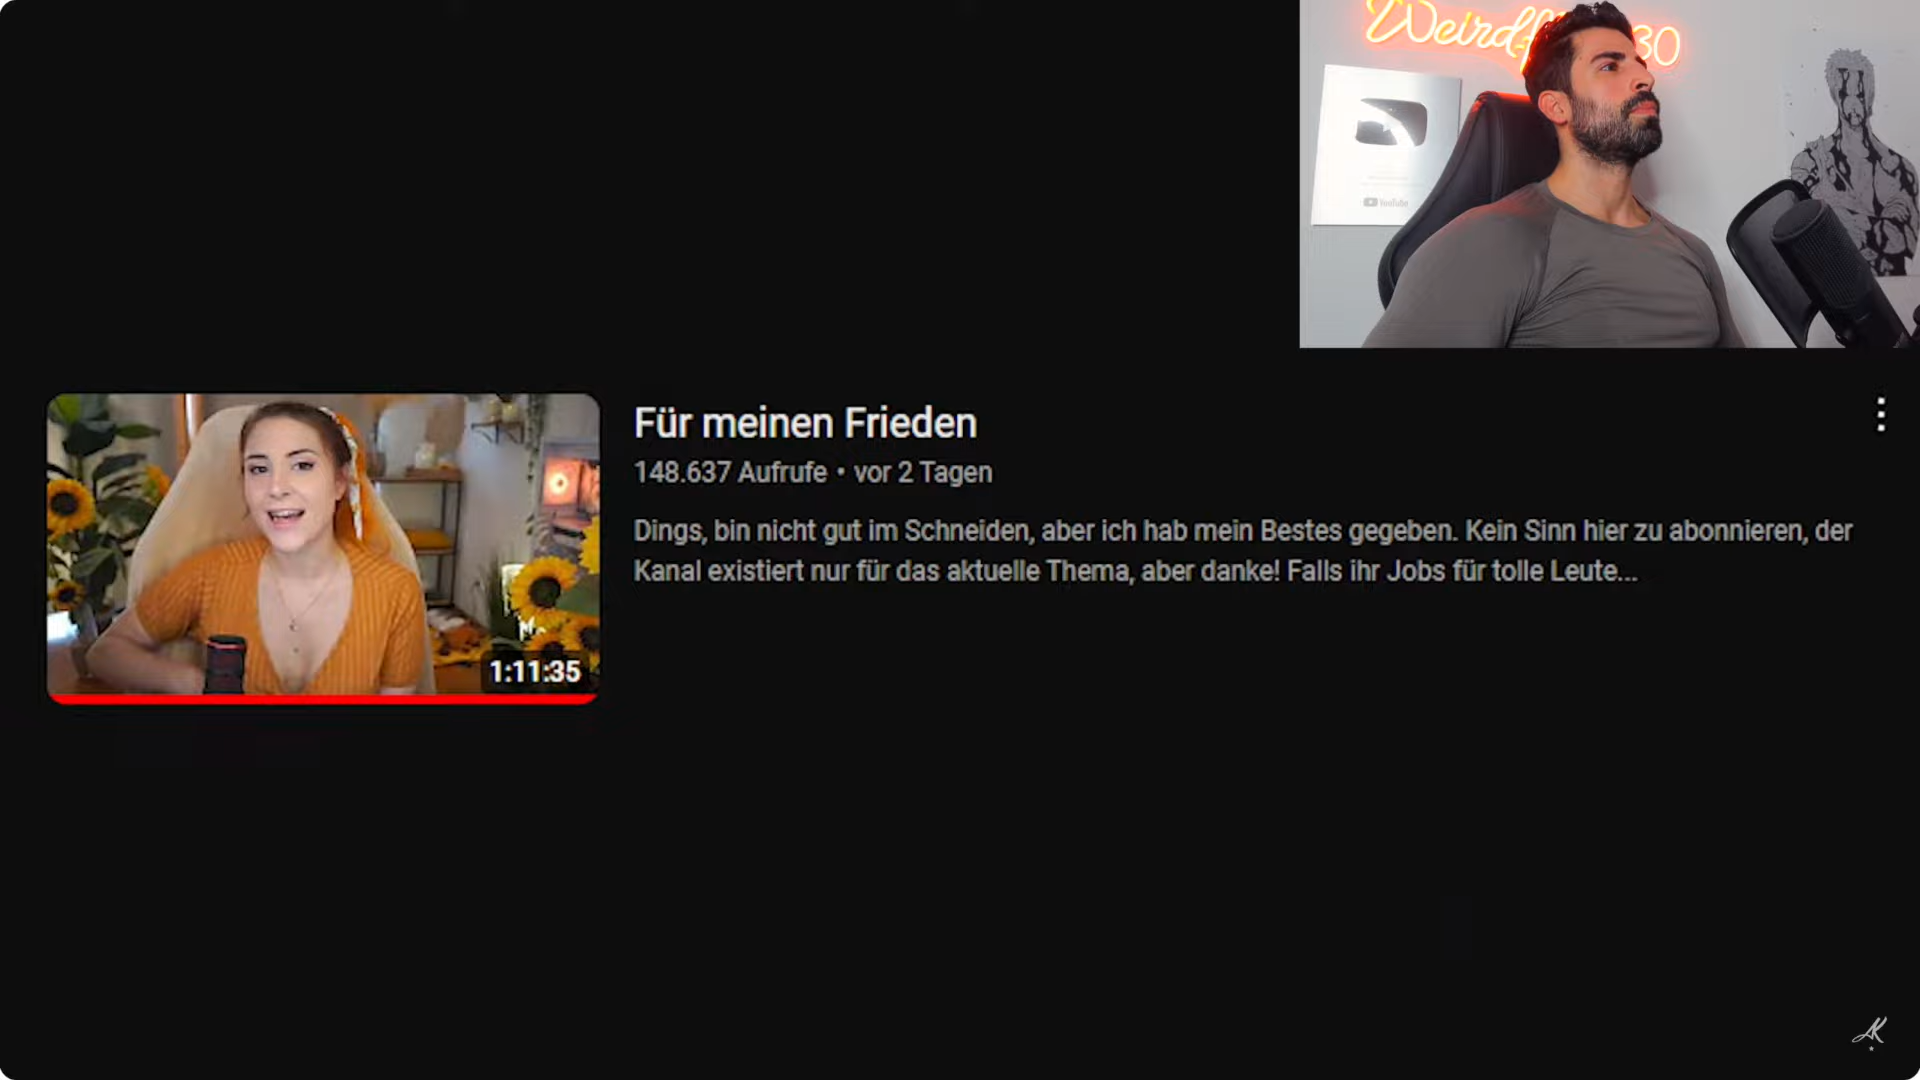 YouTube
Für meinen Frieden
148.637 Aufrufe • vor 2 Tagen
Dings, bin nicht gut im Schneiden, aber ich hab mein Bestes gegeben. Kein Sinn hier zu abonnieren, der
Kanal existiert nur für das aktuelle Thema, aber danke! Falls ihr Jobs für tolle Leute...
1:11:35